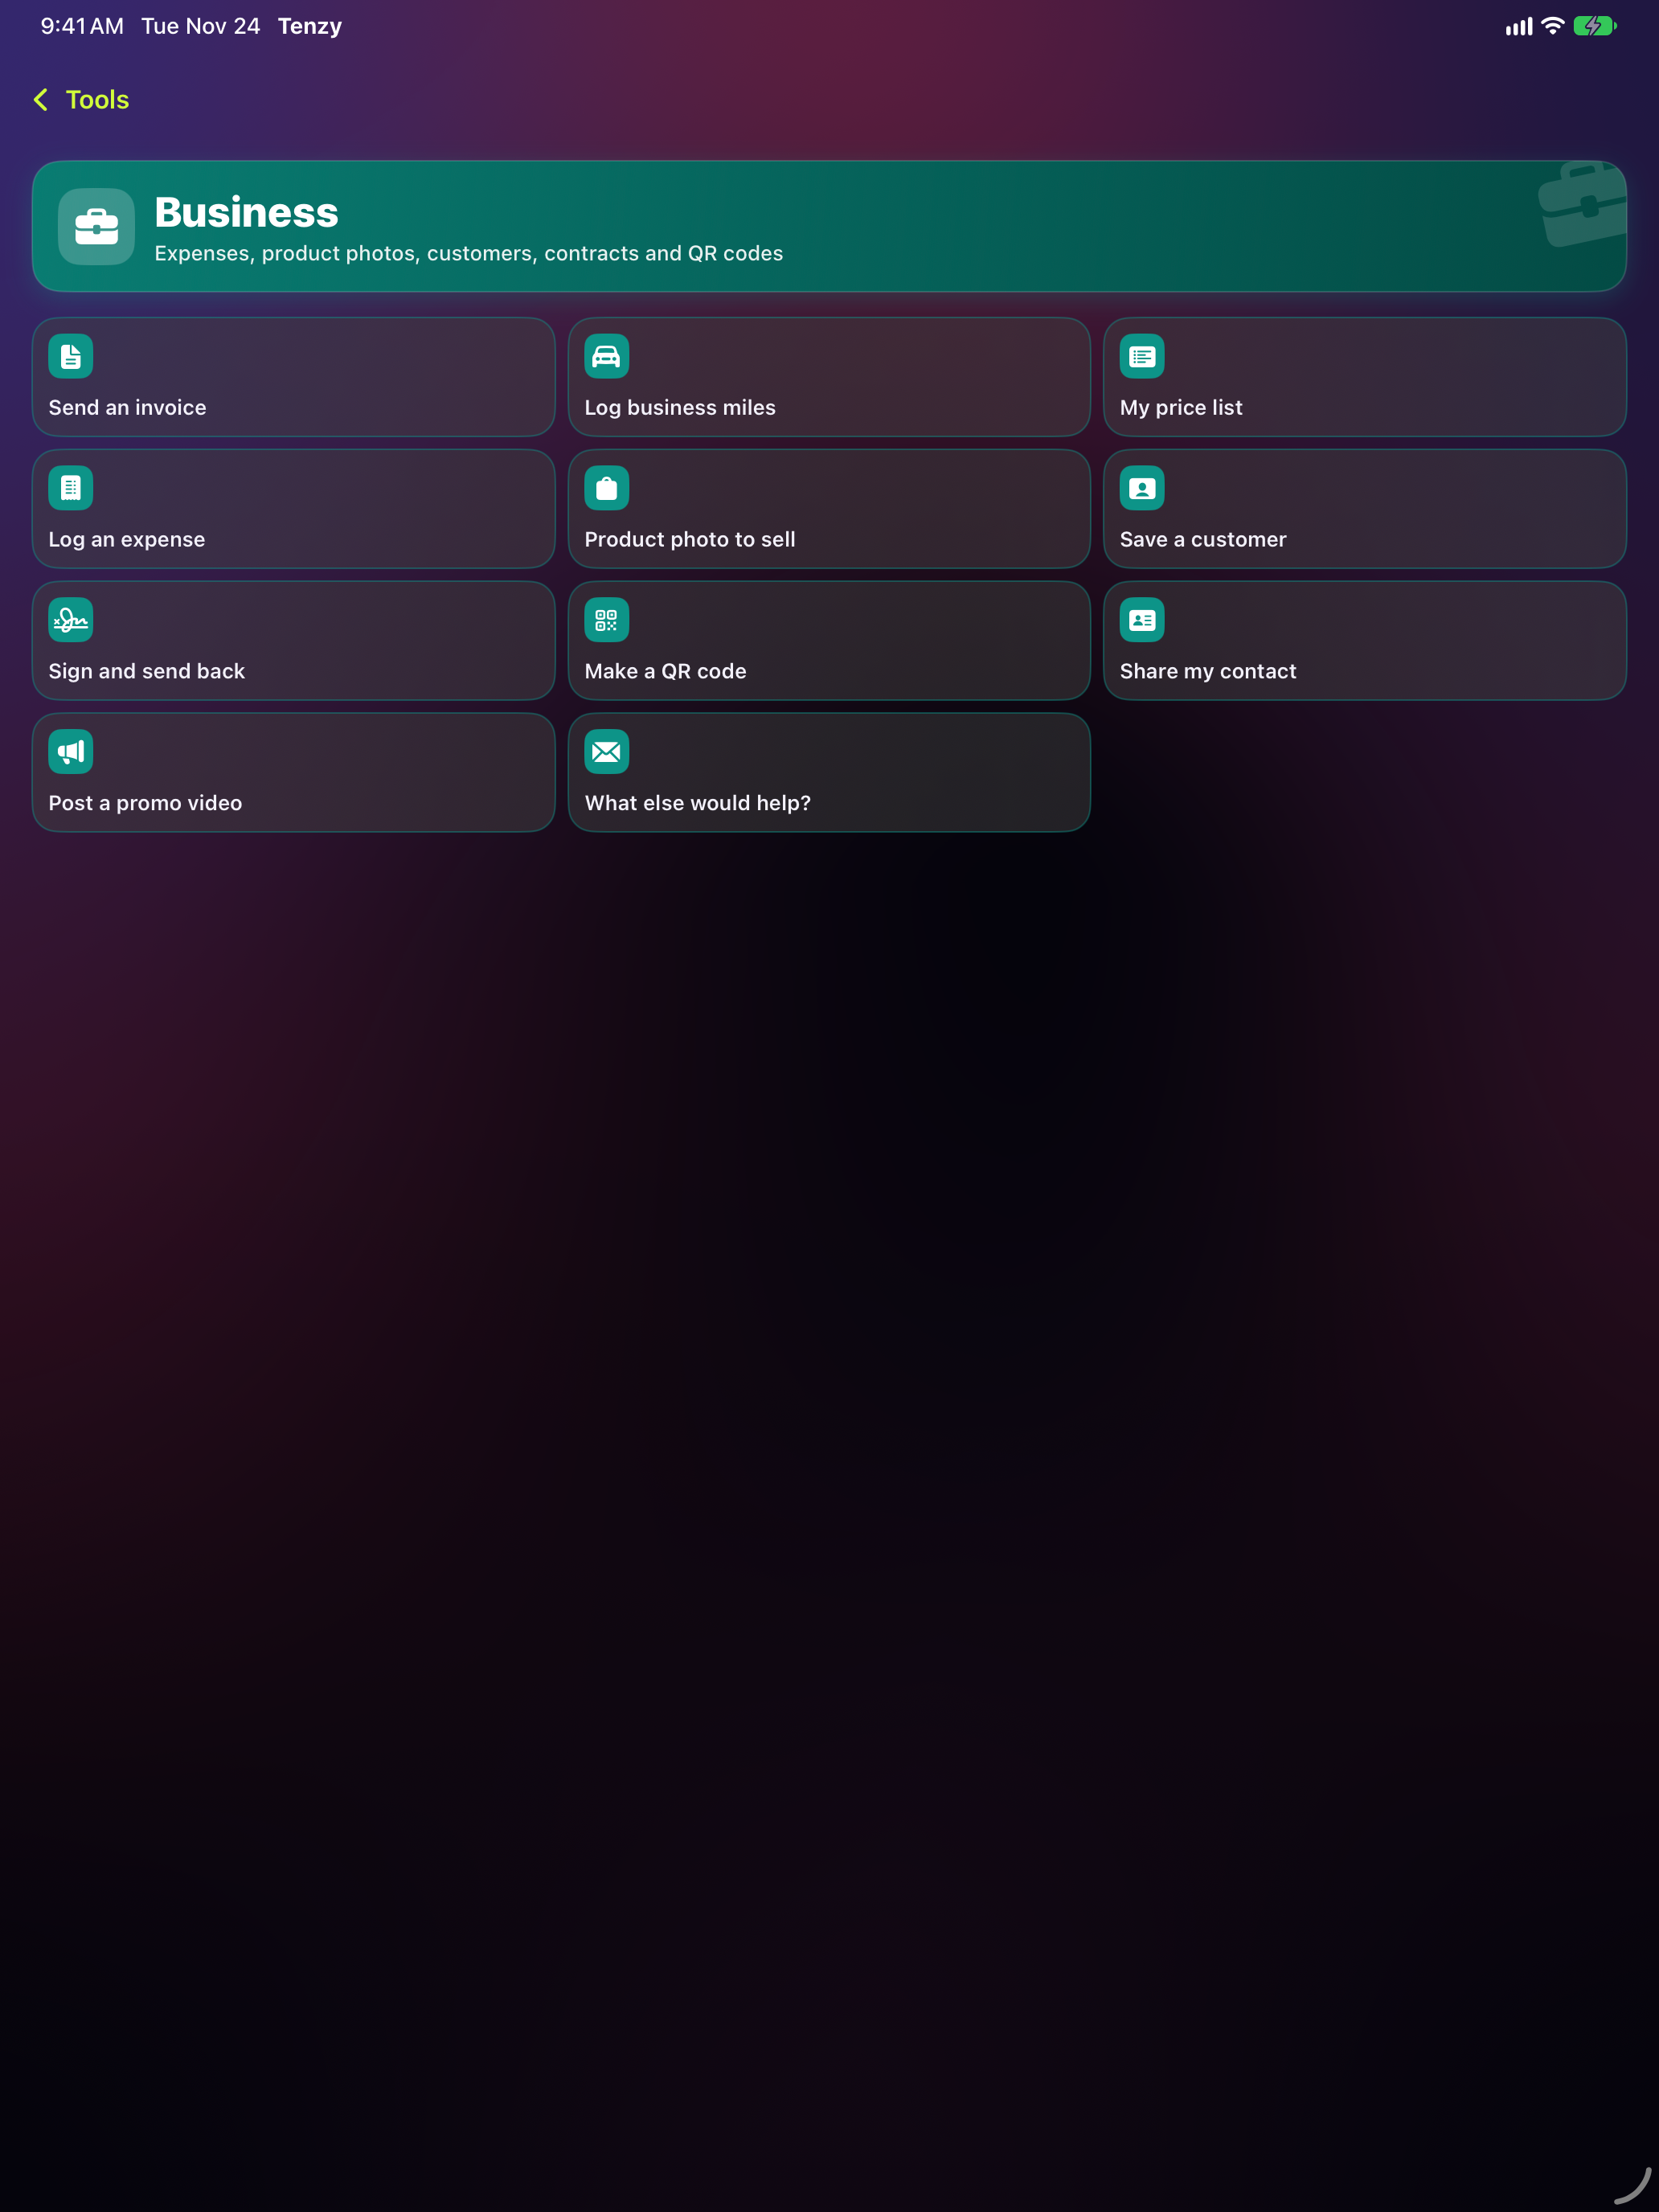 9:41 AM Tue Nov 24 Tenzy
Tools
Business
Expenses, product photos, customers, contracts and QR codes
Send an invoice
Log business miles
My price list
Log an expense
Product photo to sell
Save a customer
Sign and send back
Make a QR code
Share my contact
Post a promo video
What else would help?